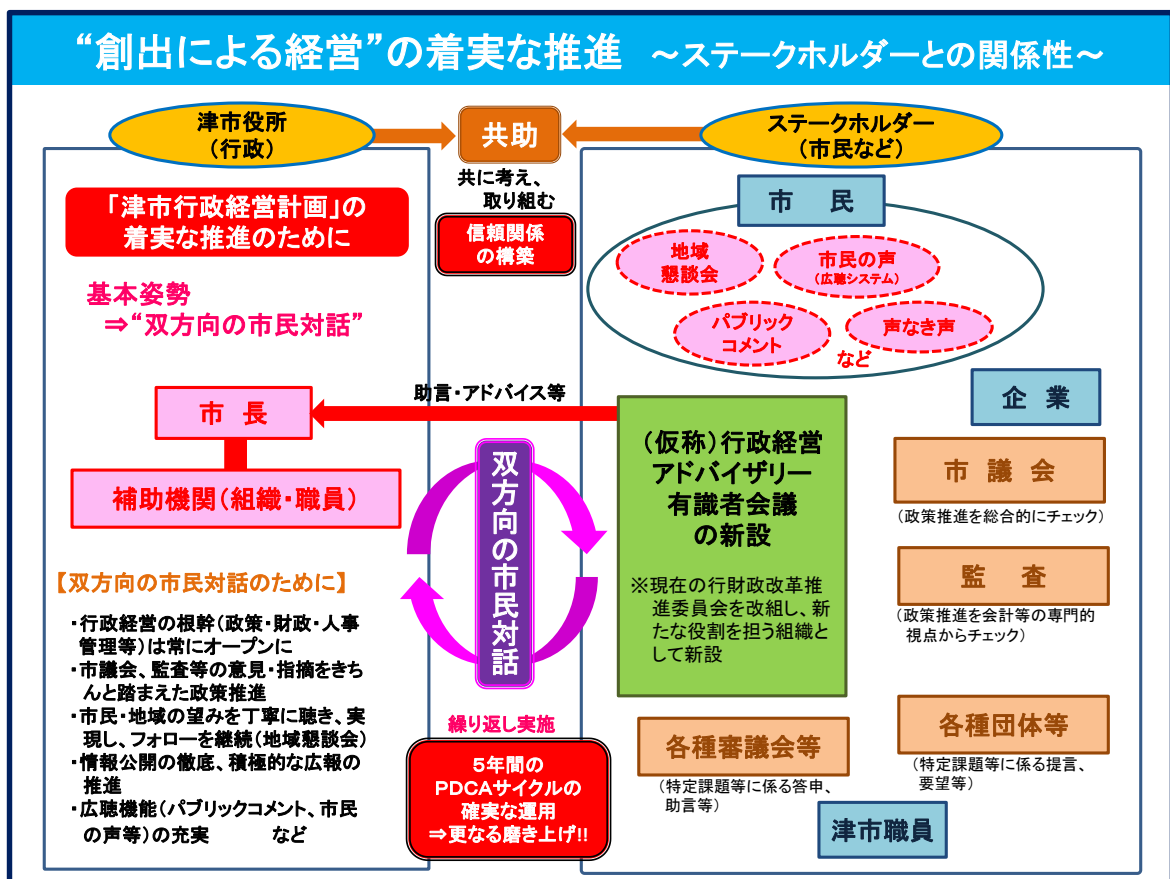 “創出による経営”の着実な推進 ～ステークホルダーとの関係性～
津市役所
（行政）
共助
ステークホルダー
（市民など）
共に考え、
取り組む
信頼関係
の構築
「津市行政経営計画」の
着実な推進のために
基本姿勢
⇒“双方向の市民対話”
市　民
地域
懇談会
市民の声
（広聴システム）
パブリック
コメント
声なき声
など
助言・アドバイス等
市　長
補助機関（組織・職員）
双方向の市民対話
（仮称）行政経営
アドバイザリー
有識者会議
の新設
※現在の行財政改革推
進委員会を改組し、新
たな役割を担う組織と
して新設
企　業
市　議　会
（政策推進を総合的にチェック）
監　　査
（政策推進を会計等の専門的
視点からチェック）
【双方向の市民対話のために】
・行政経営の根幹（政策・財政・人事
管理等）は常にオープンに
・市議会、監査等の意見・指摘をきち
んと踏まえた政策推進
・市民・地域の望みを丁寧に聴き、実
現し、フォローを継続（地域懇談会）
・情報公開の徹底、積極的な広報の
推進
・広聴機能（パブリックコメント、市民
の声等）の充実　　　など
繰り返し実施
５年間の
PDCAサイクルの
確実な運用
⇒更なる磨き上げ!!
各種審議会等
（特定課題等に係る答申、
助言等）
各種団体等
（特定課題等に係る提言、
要望等）
津市職員